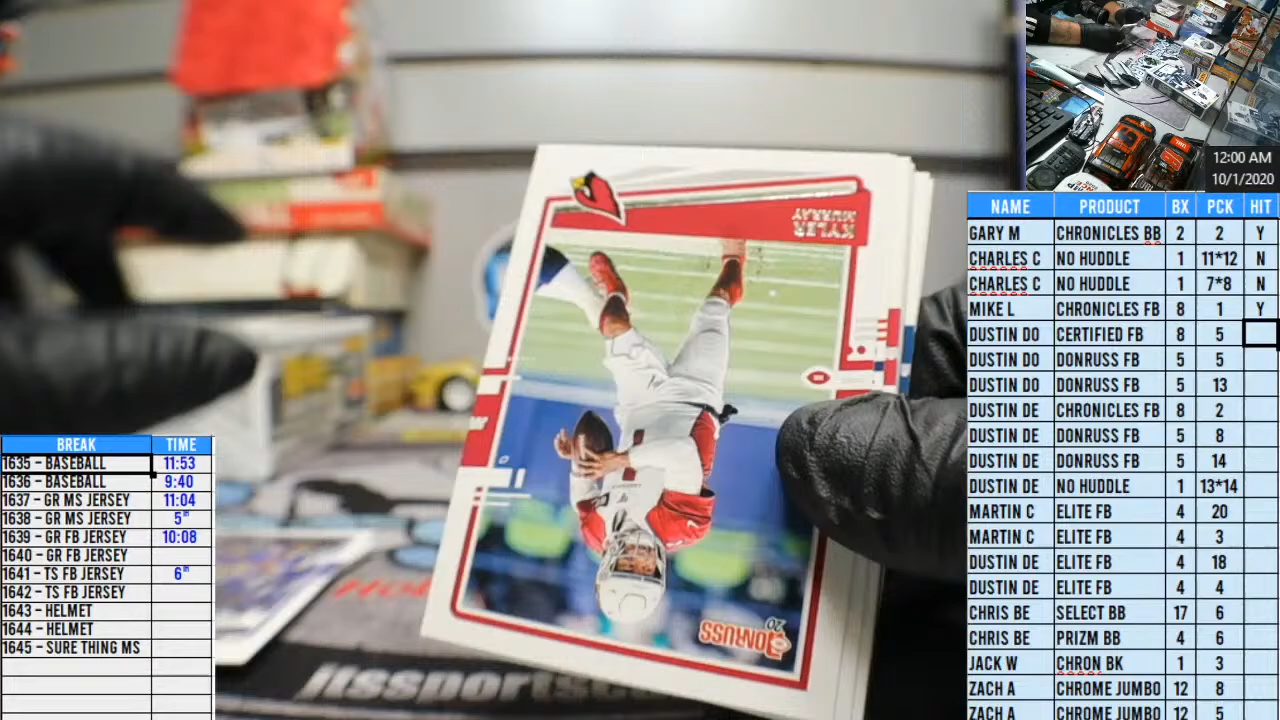 12:00 AM
10/1/2020
NAME PRODUCT BX PCK HIT
GARY M CHRONICLES BB 2 2 Y
CHARLES C NO HUDDLE 1 11*12 N
CHARLES C NO HUDDLE 1 7*8 N
MIKE L CHRONICLES FB 8 1 Y
DUSTIN DO CERTIFIED FB 8 5
DUSTIN DO DONRUSS FB 5 5
DUSTIN DO DONRUSS FB 5 13
DUSTIN DE CHRONICLES FB 8 2
DUSTIN DE DONRUSS FB 5 8
DUSTIN DE DONRUSS FB 5 14
DUSTIN DE NO HUDDLE 1 13*14
MARTIN C ELITE FB 4 20
MARTIN C ELITE FB 4 3
DUSTIN DE ELITE FB 4 18
DUSTIN DE ELITE FB 4 4
CHRIS BE SELECT BB 17 6
CHRIS BE PRIZM BB 4 6
JACK W CHRON BK 1 3
ZACH A CHROME JUMBO 12 8
ZACH A CHROME JUMBO 12 5
KYLER
MURRAY
20
DONRUSS
BREAK TIME
1635 - BASEBALL 11:53
1636 - BASEBALL 9:40
1637 - GR MS JERSEY 11:04
1638 - GR MS JERSEY 5th
1639 - GR FB JERSEY 10:08
1640 - GR FB JERSEY
1641 - TS FB JERSEY 6th
1642 - TS FB JERSEY
1643 - HELMET
1644 - HELMET
1645 - SURE THING MS